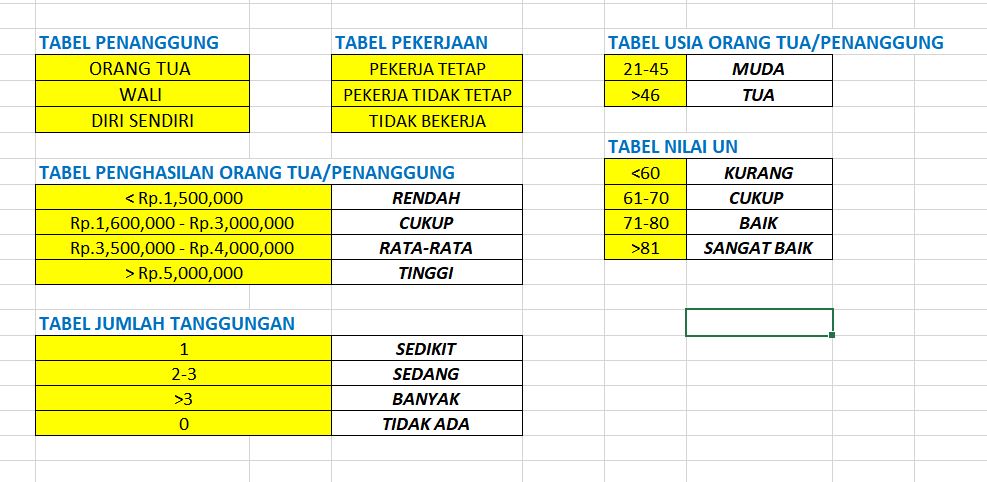 TABEL PENANGGUNG
ORANG TUA
WALI
DIRI SENDIRI
TABEL PEKERJAAN
PEKERJA TETAP
PEKERJA TIDAK TETAP
TIDAK BEKERJA
TABEL USIA ORANG TUA/PENANGGUNG
21-45 MUDA
>46 TUA
TABEL NILAI UN
<60 KURANG
61-70 CUKUP
71-80 BAIK
>81 SANGAT BAIK
TABEL PENGHASILAN ORANG TUA/PENANGGUNG
< Rp.1,500,000 RENDAH
Rp.1,600,000 - Rp.3,000,000 CUKUP
Rp.3,500,000 - Rp.4,000,000 RATA-RATA
> Rp.5,000,000 TINGGI
TABEL JUMLAH TANGGUNGAN
1 SEDIKIT
2-3 SEDANG
>3 BANYAK
0 TIDAK ADA